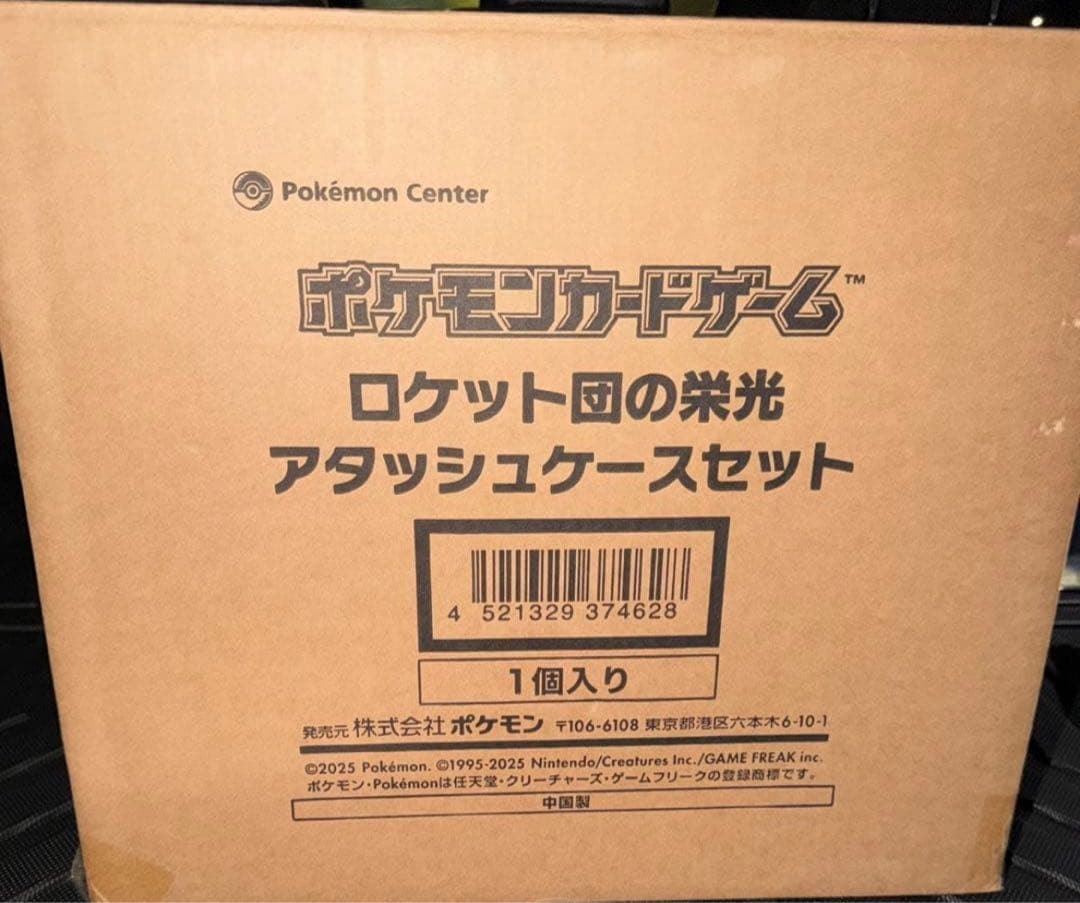 Pokémon Center
ポケモンカードゲーム™
ロケット団の栄光
アタッシュケースセット
4 521329 374628
1個入り
発売元 株式会社 ポケモン 〒106-6108 東京都港区六本木6-10-1
©2025 Pokémon. ©1995-2025 Nintendo/Creatures Inc./GAME FREAK inc.
ポケモン・Pokémonは任天堂・クリーチャーズ・ゲームフリークの登録商標です。
中国製